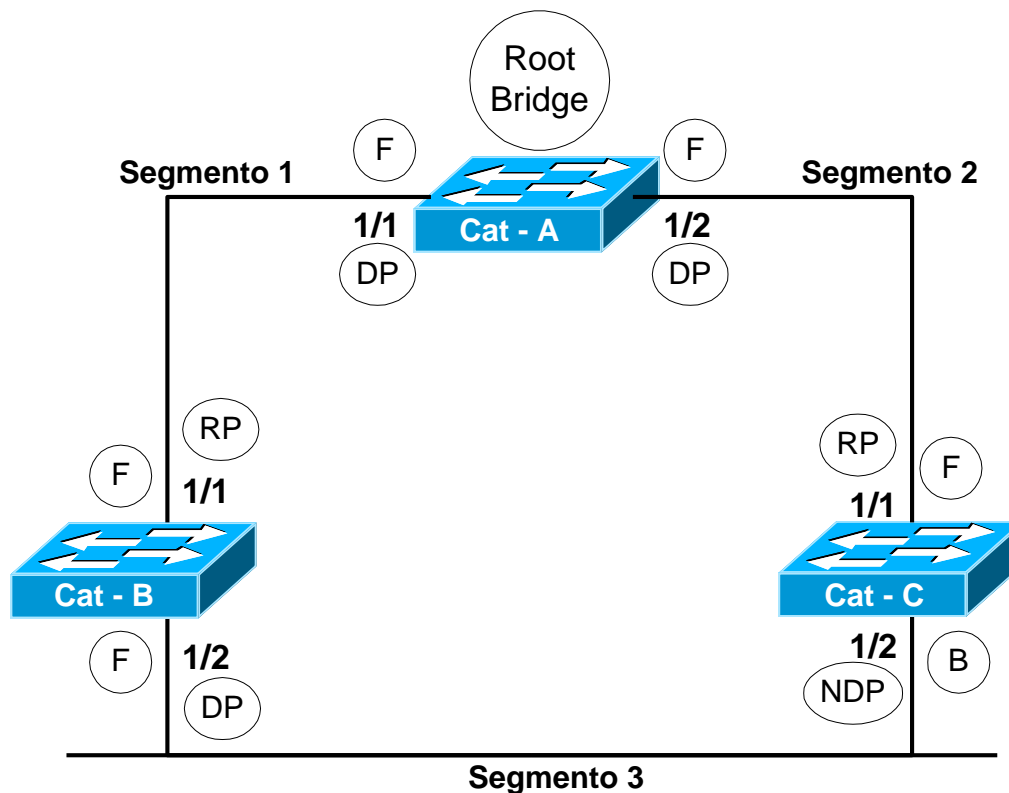 Root
Bridge
F
F
Segmento 1
Segmento 2
1/1
Cat - A
1/2
DP
DP
RP
RP
F
F
1/1
1/1
Cat - B
Cat - C
F
1/2
1/2
B
DP
NDP
Segmento 3